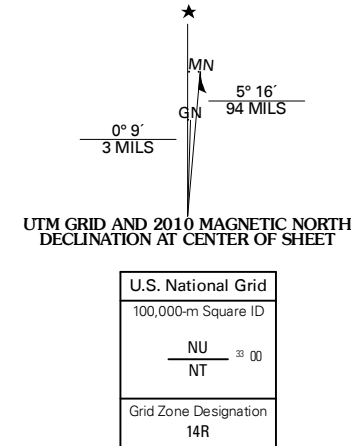 ★
MN
5° 16´
94 MILS
GN
0° 9´
3 MILS
UTM GRID AND 2010 MAGNETIC NORTH
DECLINATION AT CENTER OF SHEET
U.S. National Grid
100,000-m Square ID
NU
33 00
NT
Grid Zone Designation
14R